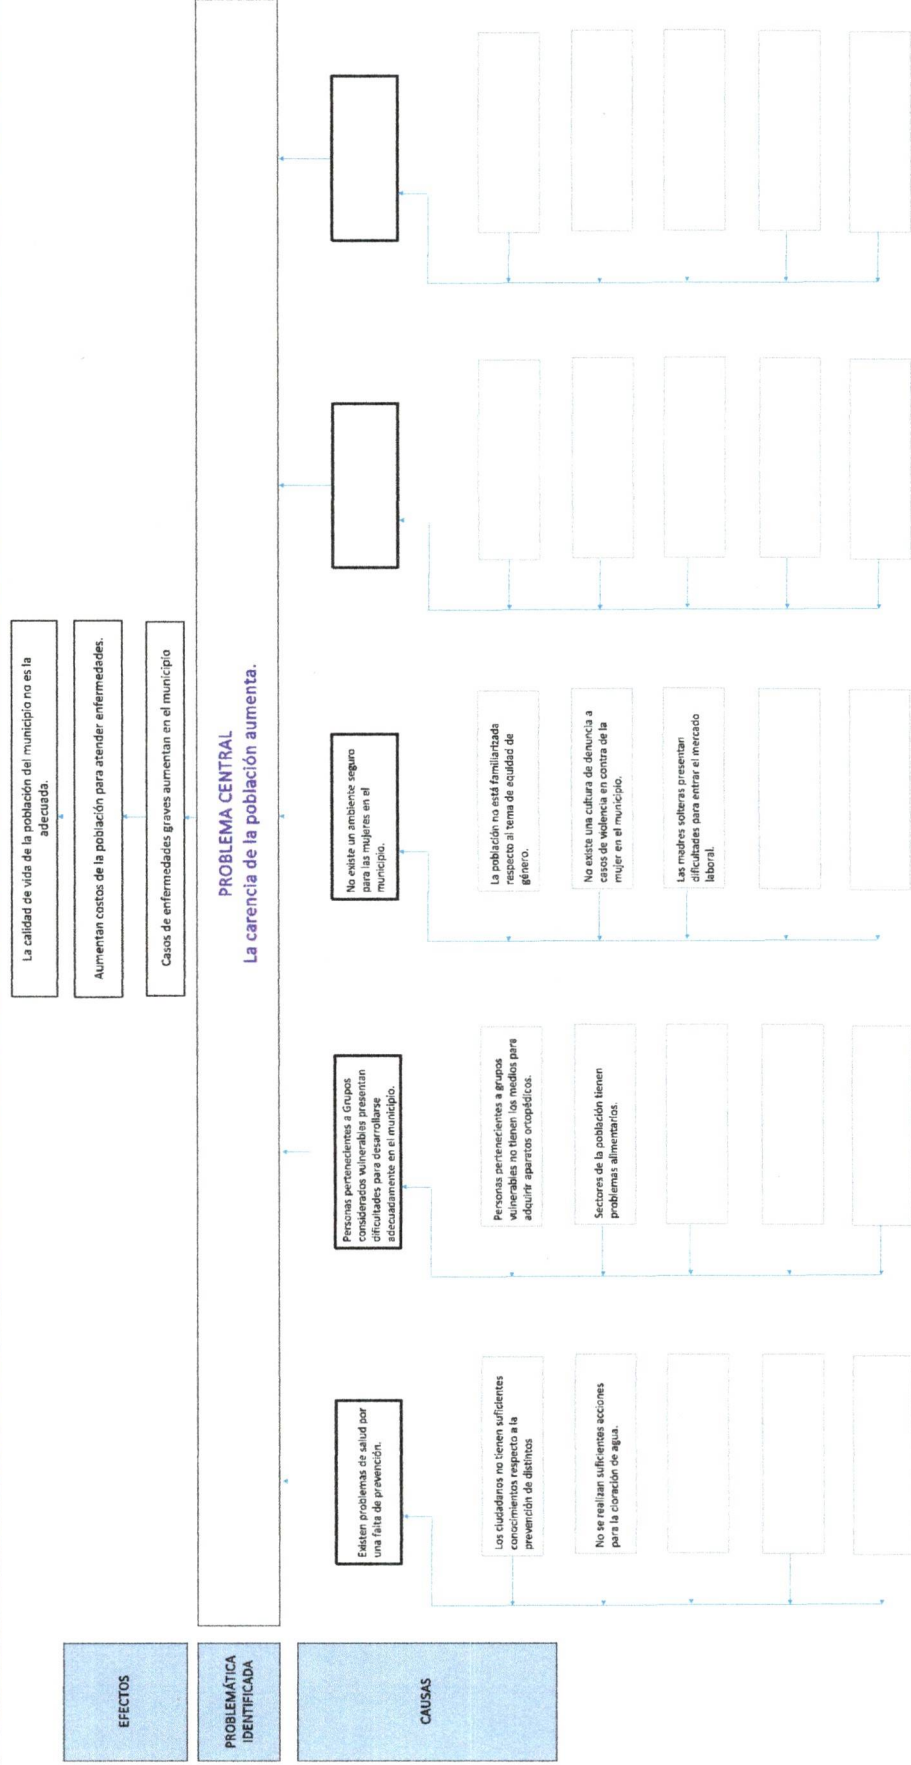 EFECTOS
La calidad de vida de la población del municipio no es la
adecuada.
Aumentan costos de la población para atender enfermedades.
Casos de enfermedades graves aumentan en el municipio
PROBLEMÁTICA
IDENTIFICADA
PROBLEMA CENTRAL
La carencia de la población aumenta.
CAUSAS
Existen problemas de salud por
una falta de prevención.
Los ciudadanos no tienen suficientes
conocimientos respecto a la
prevención de distintos
No se realizan suficientes acciones
para la cloración de agua.
Personas pertenecientes a Grupos
considerados vulnerables presentan
dificultades para desarrollarse
adecuadamente en el municipio.
Personas pertenecientes a grupos
vulnerables no tienen los medios para
adquirir aparatos ortopédicos.
Sectores de la población tienen
problemas alimentarios.
No existe un ambiente seguro
para las mujeres en el
municipio.
La población no está familiarizada
respecto al tema de equidad de
género.
No existe una cultura de denuncia a
casos de violencia en contra de la
mujer en el municipio.
Las madres solteras presentan
dificultades para entrar el mercado
laboral.